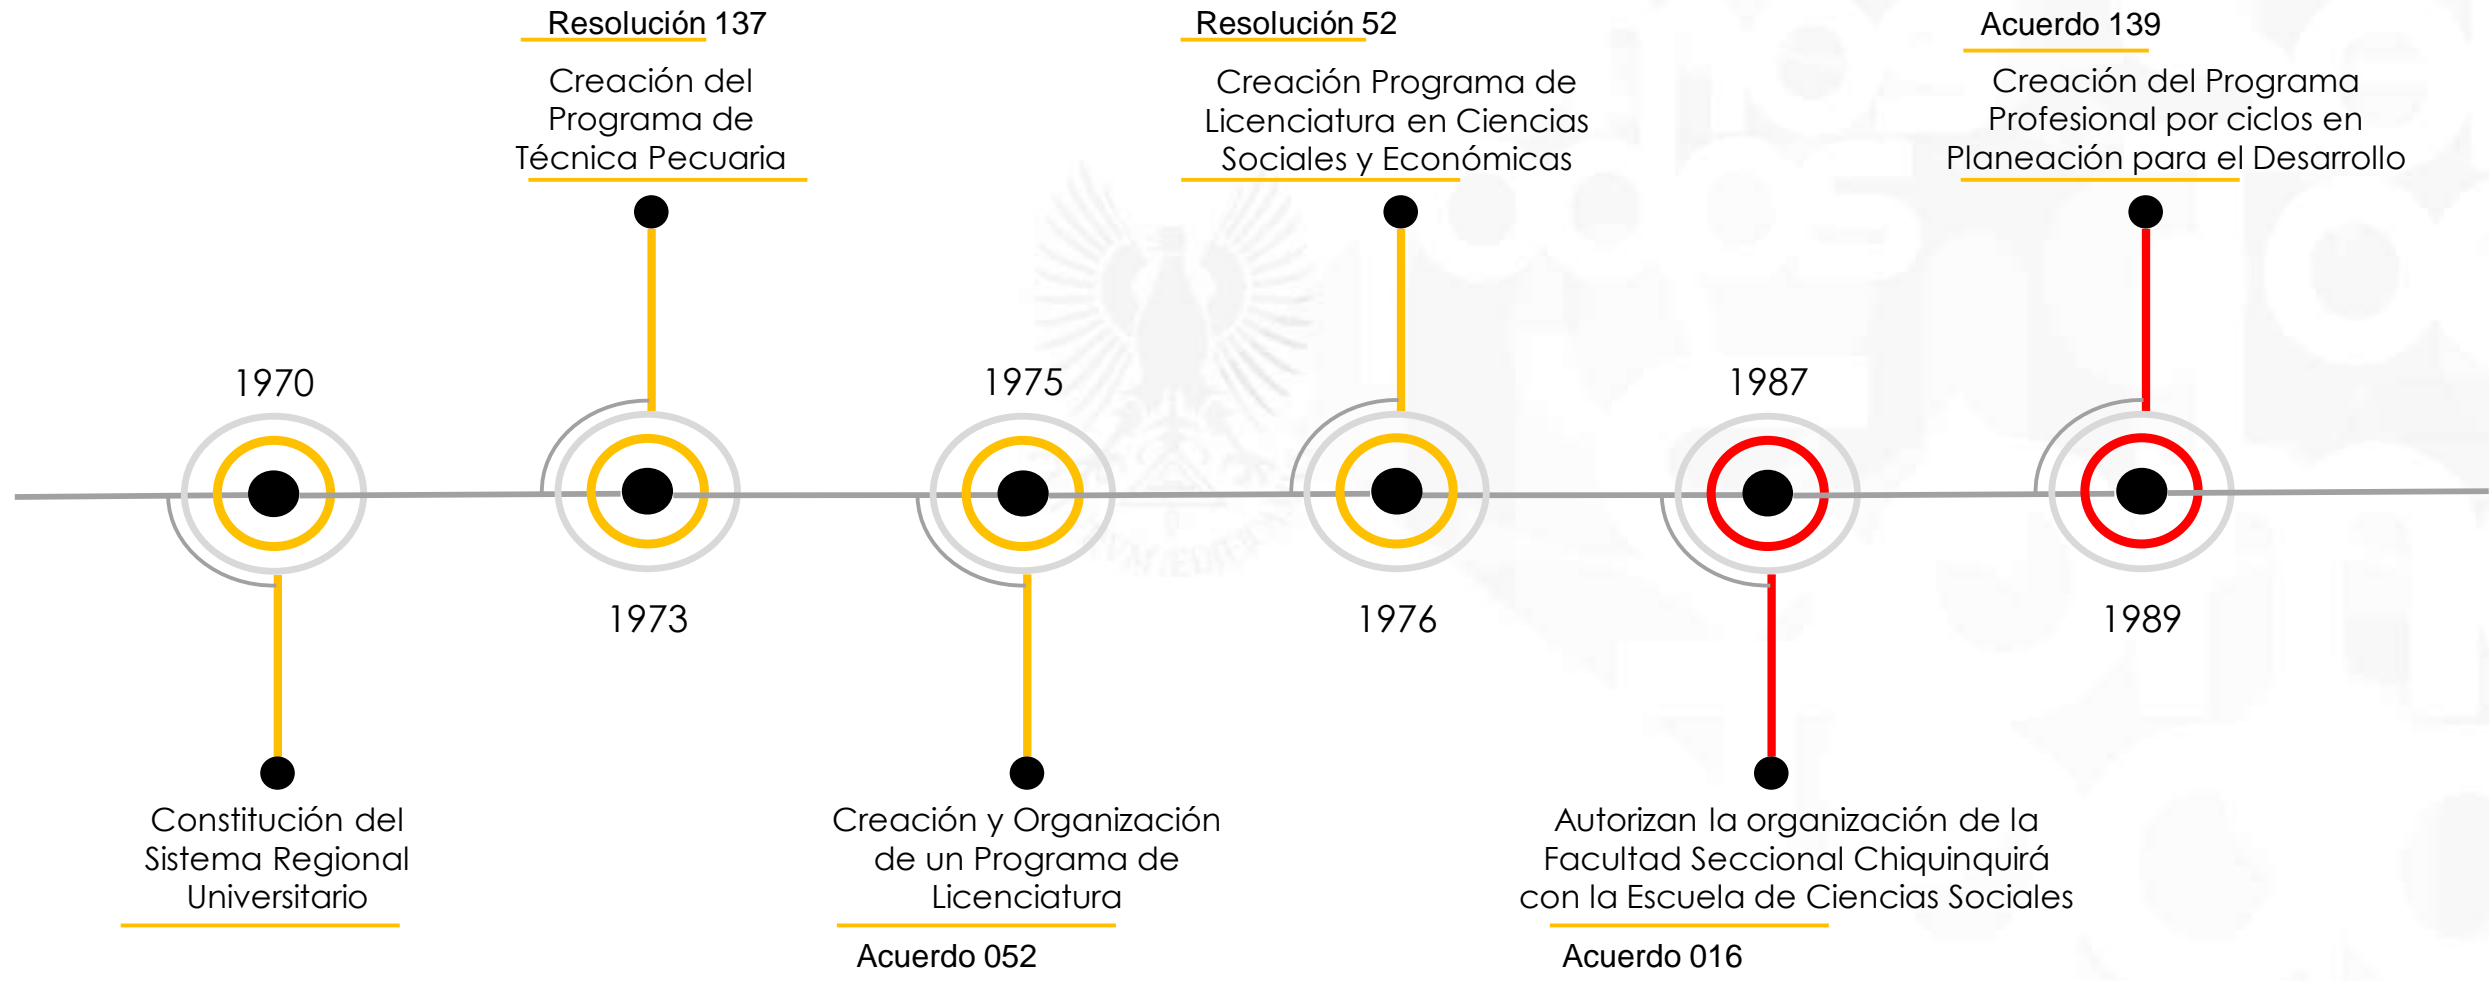 Resolución 137
Creación del
Programa de
Técnica Pecuaria
Resolución 52
Creación Programa de
Licenciatura en Ciencias
Sociales y Económicas
Acuerdo 139
Creación del Programa
Profesional por ciclos en
Planeación para el Desarrollo
1970
1975
1987
1973
1976
1989
Constitución del
Sistema Regional
Universitario
Creación y Organización
de un Programa de
Licenciatura
Acuerdo 052
Autorizan la organización de la
Facultad Seccional Chiquinquirá
con la Escuela de Ciencias Sociales
Acuerdo 016